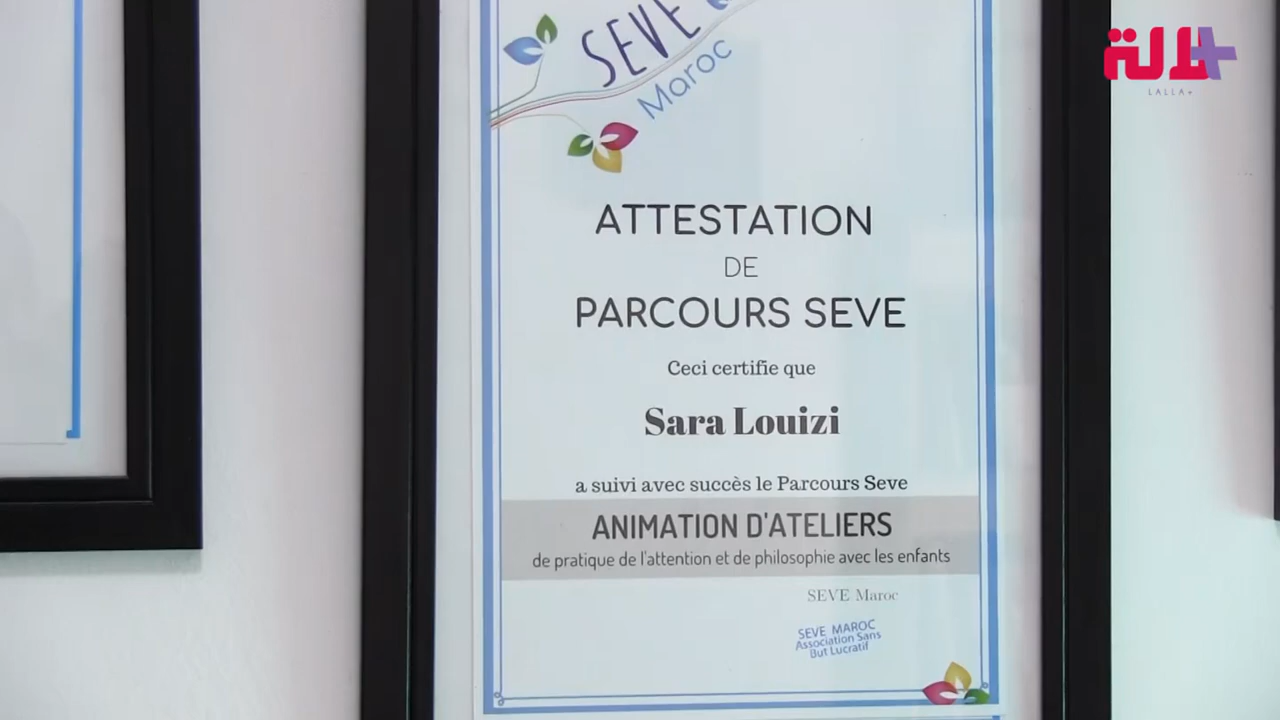 SEVE
Maroc
لالة+
LALLA+
ATTESTATION
DE
PARCOURS SEVE
Ceci certifie que
Sara Louizi
a suivi avec succès le Parcours Seve
ANIMATION D'ATELIERS
de pratique de l'attention et de philosophie avec les enfants
SEVE Maroc
SEVE MAROC
Association Sans
But Lucratif